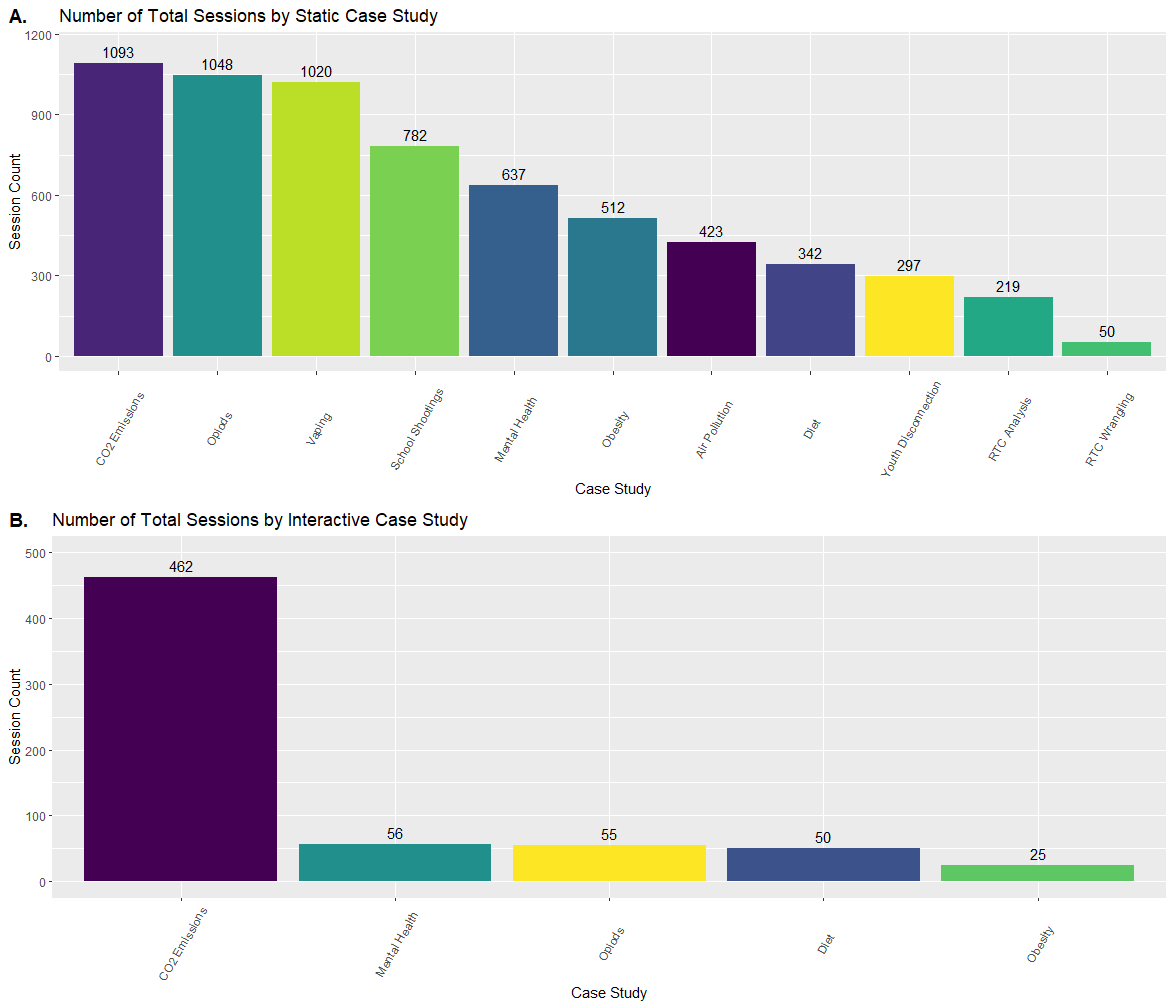 A. Number of Total Sessions by Static Case Study
Session Count
1200
900
600
300
0
1093
1048
1020
782
637
512
423
342
297
219
50
CO2 Emissions
Opiods
Vaping
School Shootings
Mental Health
Obesity
Air Pollution
Diet
Youth Disconnection
RTC Analysis
RTC Wrangling
Case Study
B. Number of Total Sessions by Interactive Case Study
Session Count
500
400
300
200
100
0
462
56
55
50
25
CO2 Emissions
Mental Health
Opiods
Diet
Obesity
Case Study